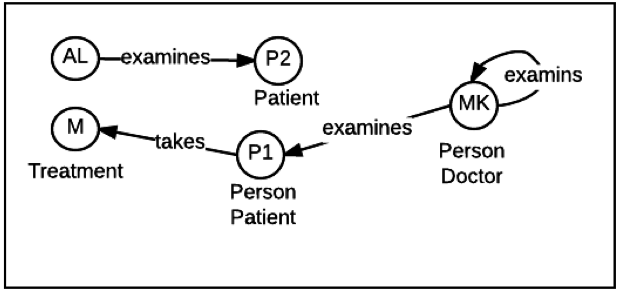 AL
examines
P2
Patient
examins
MK
Person
Doctor
examines
M
Treatment
takes
P1
Person
Patient